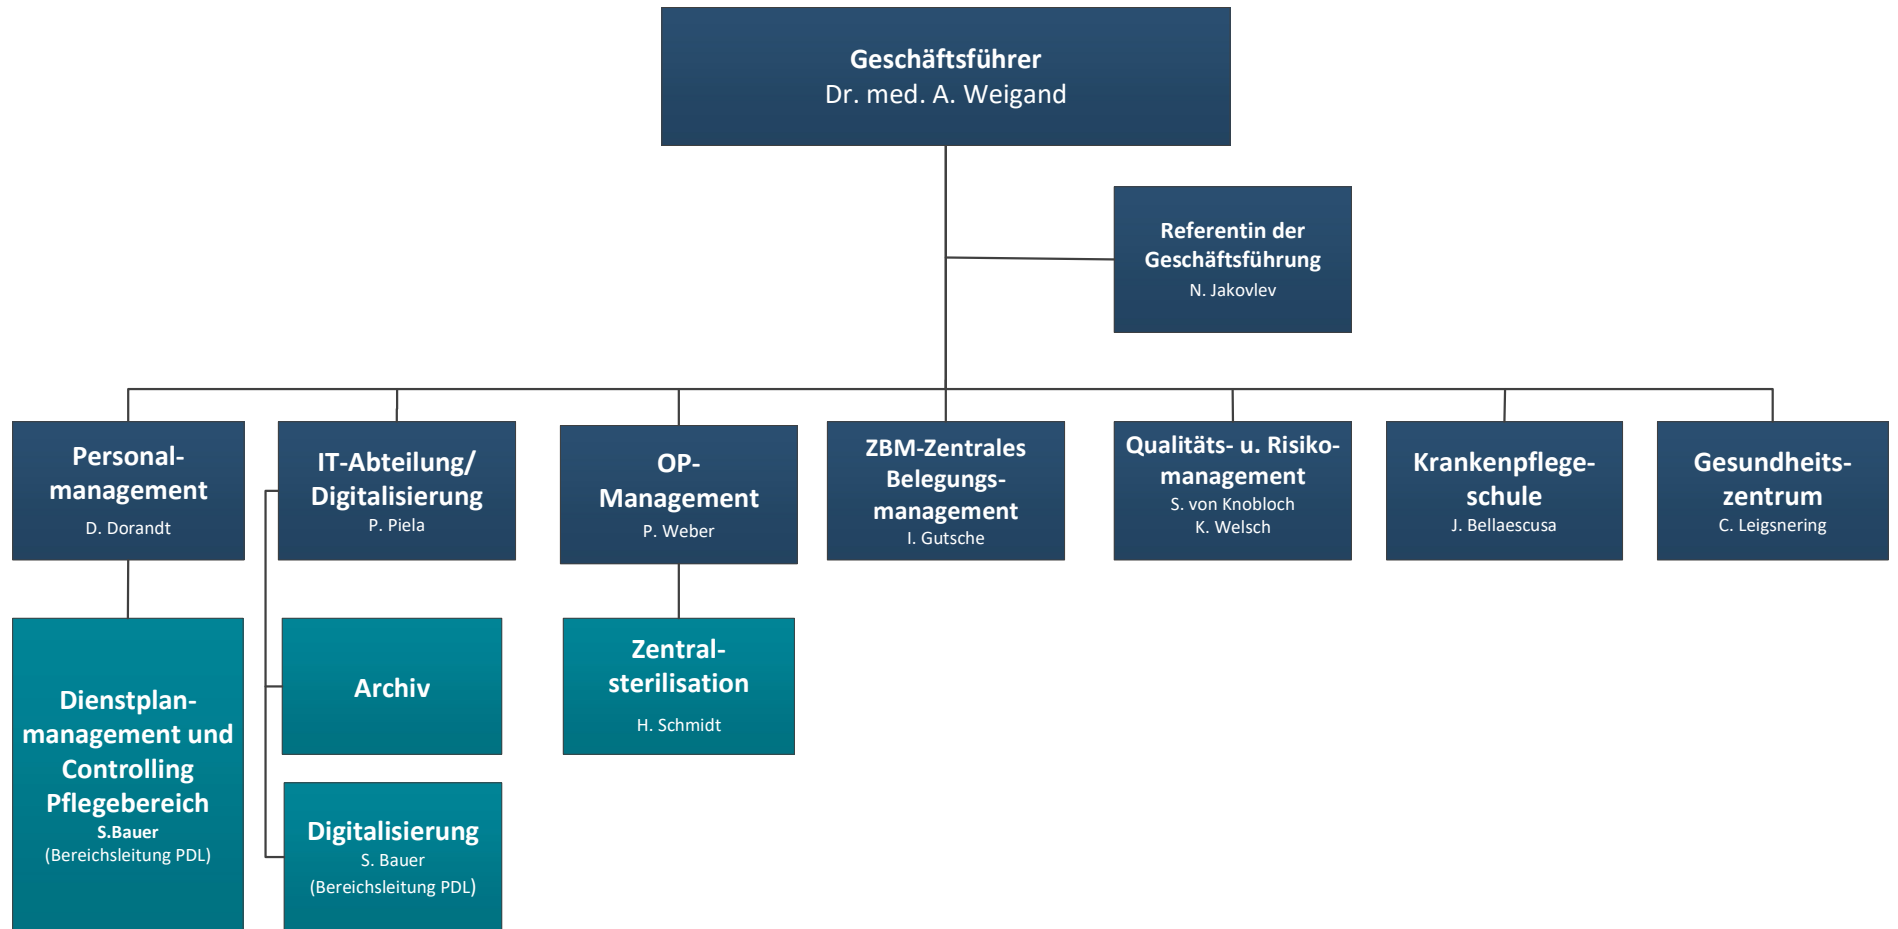 Geschäftsführer
Dr. med. A. Weigand
Referentin der
Geschäftsführung
N. Jakovlev
Personal-
management
D. Dorandt
IT-Abteilung/
Digitalisierung
P. Piela
OP-
Management
P. Weber
ZBM-Zentrales
Belegungs-
management
I. Gutsche
Qualitäts- u. Risiko-
management
S. von Knobloch
K. Welsch
Krankenpflege-
schule
J. Bellaescusa
Gesundheits-
zentrum
C. Leigsnering
Dienstplan-
management und
Controlling
Pflegebereich
S.Bauer
(Bereichsleitung PDL)
Archiv
Digitalisierung
S. Bauer
(Bereichsleitung PDL)
Zentral-
sterilisation
H. Schmidt